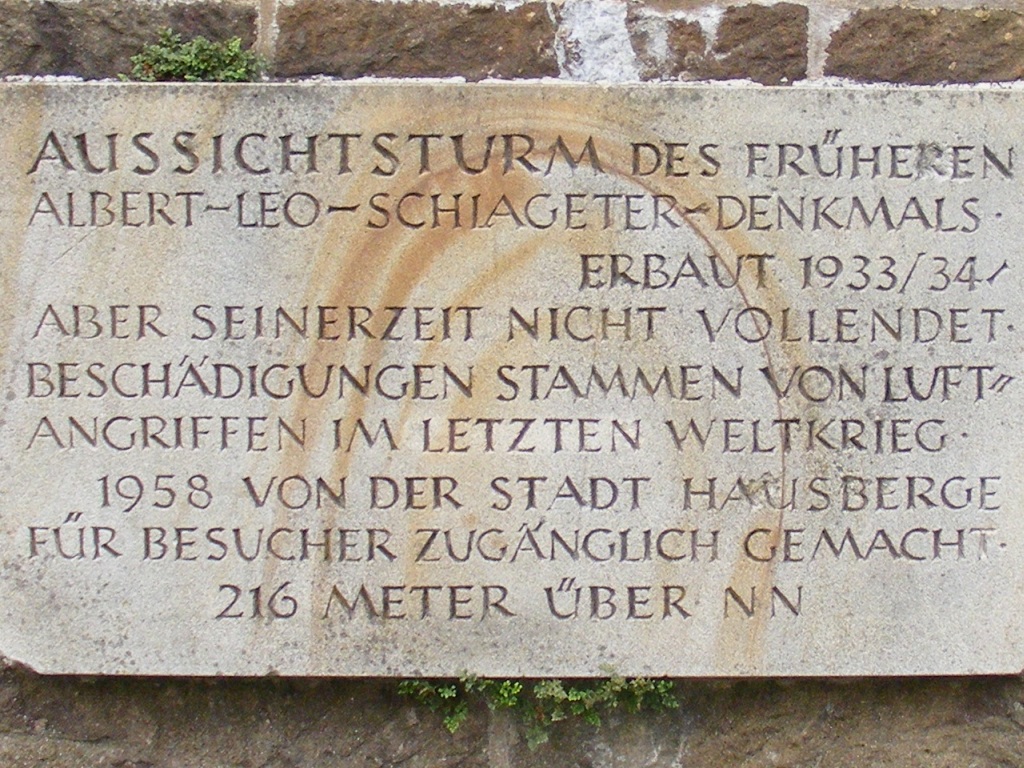 AUSSICHTSTURM DES FRÜHEREN
ALBERT-LEO-SCHLAGETER-DENKMALS.
ERBAUT 1933/34,
ABER SEINERZEIT NICHT VOLLENDET.
BESCHÄDIGUNGEN STAMMEN VON LUFT=
ANGRIFFEN IM LETZTEN WELTKRIEG.
1958 VON DER STADT HAUSBERGE
FÜR BESUCHER ZUGÄNGLICH GEMACHT.
216 METER ÜBER NN